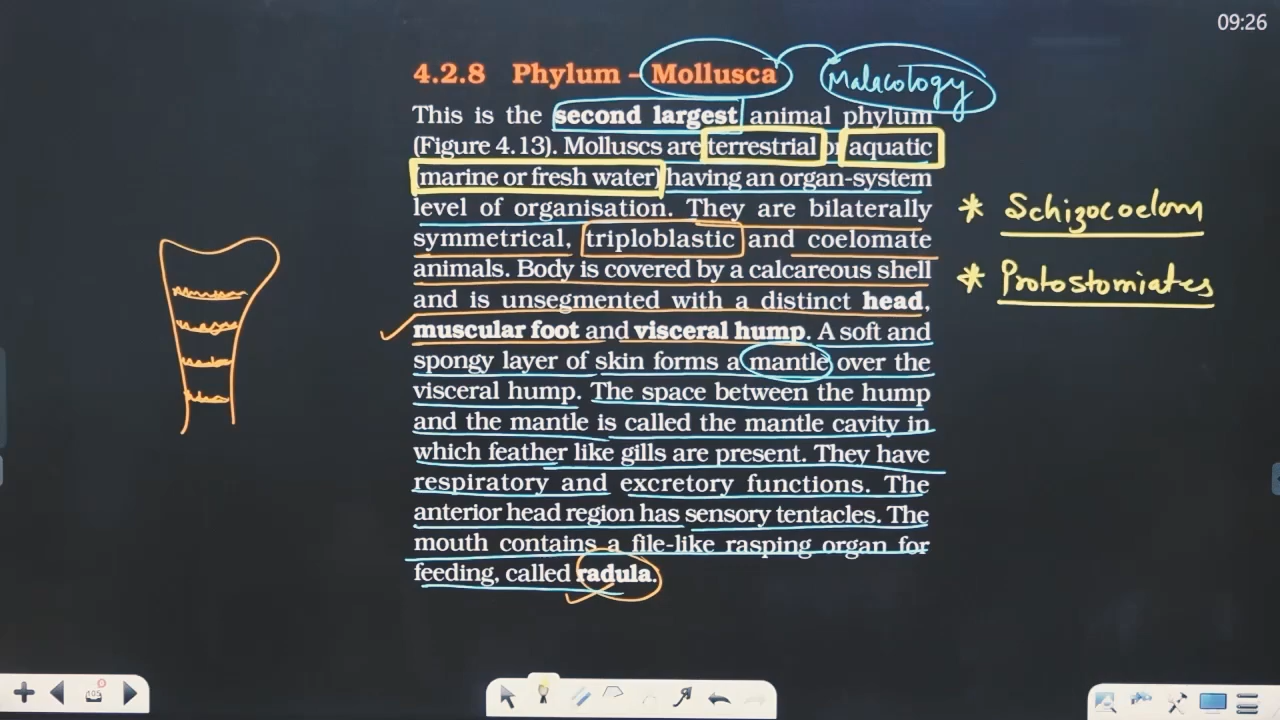 09:26
4.2.8 Phylum – Mollusca
Malacology
This is the second largest animal phylum
(Figure 4.13). Molluscs are terrestrial or aquatic
(marine or fresh water) having an organ-system
level of organisation. They are bilaterally
symmetrical, triploblastic and coelomate
animals. Body is covered by a calcareous shell
and is unsegmented with a distinct head,
muscular foot and visceral hump. A soft and
spongy layer of skin forms a mantle over the
visceral hump. The space between the hump
and the mantle is called the mantle cavity in
which feather like gills are present. They have
respiratory and excretory functions. The
anterior head region has sensory tentacles. The
mouth contains a file-like rasping organ for
feeding, called radula.
* Schizocoelom
* Protostomiates